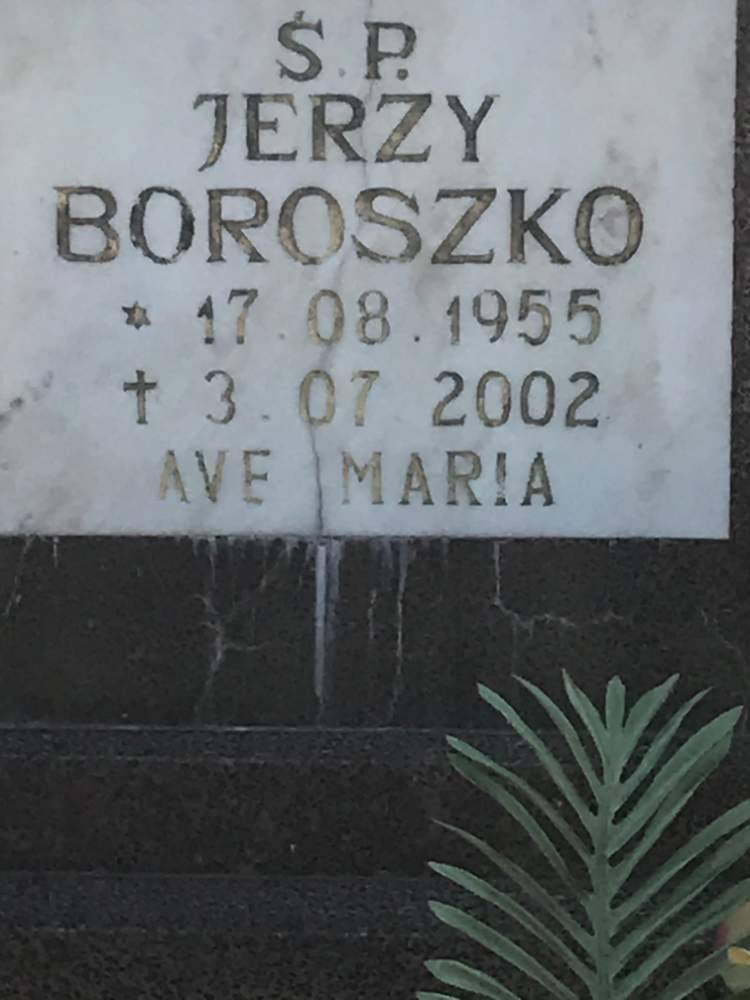 Ś.P.
JERZY
BOROSZKO
* 17.08.1955
† 3.07 2002
AVE MARIA